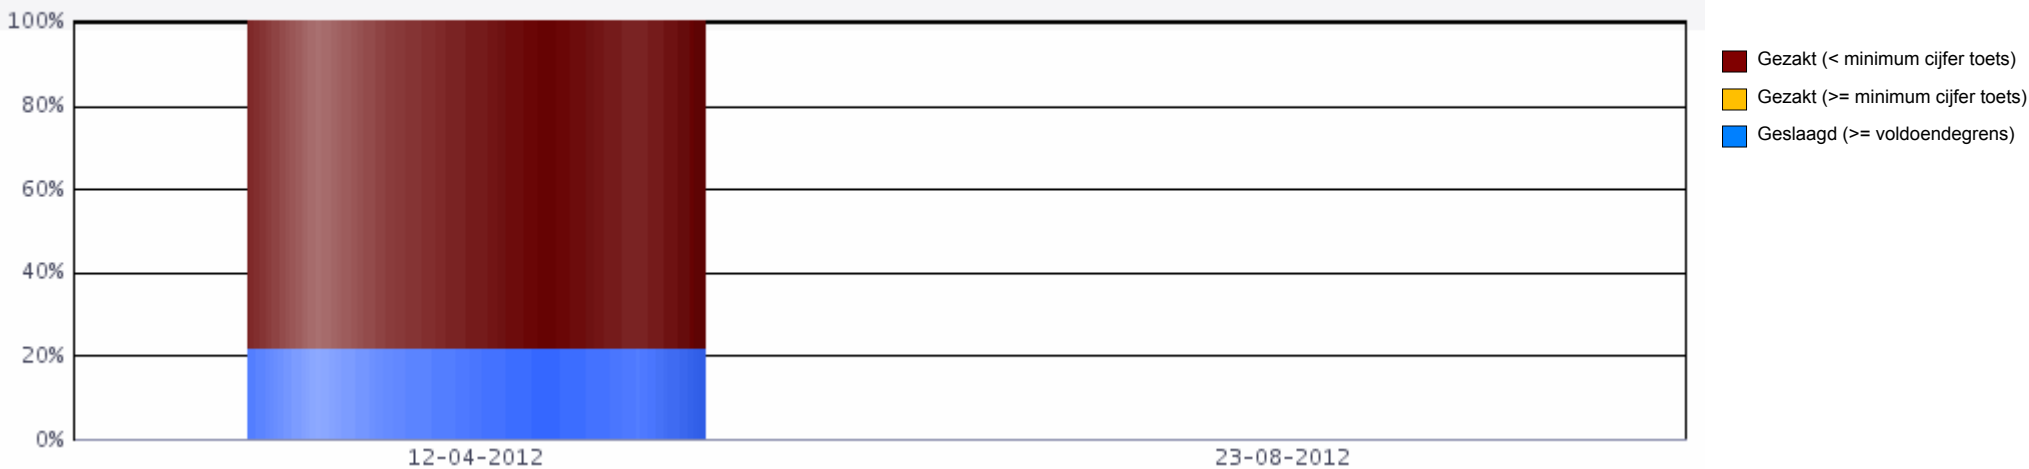 100%
80%
60%
40%
20%
0%
12-04-2012
23-08-2012
Gezakt (< minimum cijfer toets)
Gezakt (>= minimum cijfer toets)
Geslaagd (>= voldoendegrens)